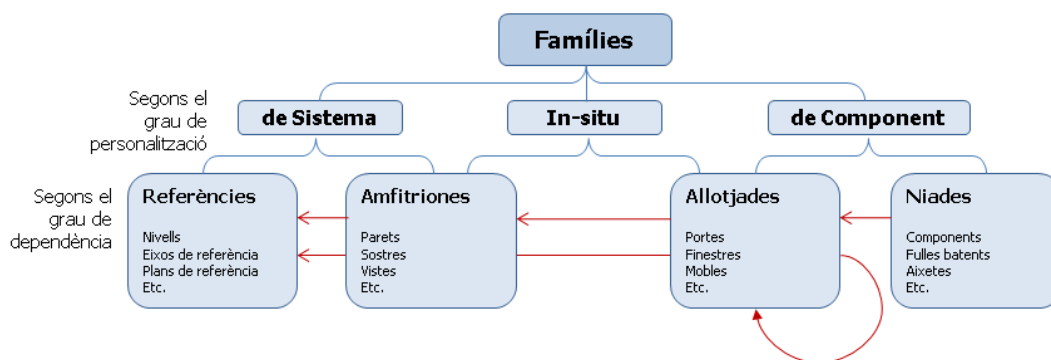 Famílies
Segons el
grau de
personalització
de Sistema
In-situ
de Component
Segons el
grau de
dependència
Referències
Nivells
Eixos de referència
Plans de referència
Etc.
Amfitriones
Parets
Sostres
Vistes
Etc.
Allotjades
Portes
Finestres
Mobles
Etc.
Niades
Components
Fulles batents
Aixetes
Etc.